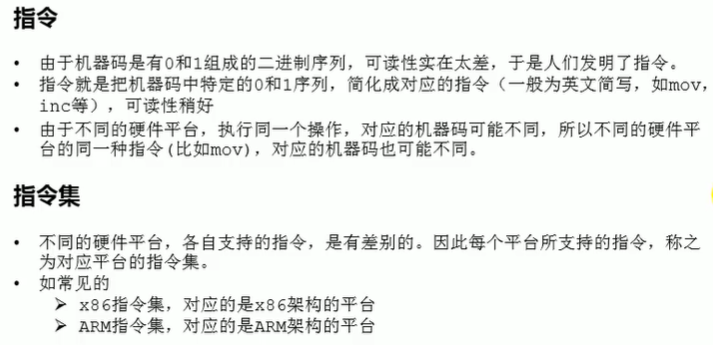 指令
• 由于机器码是有0和1组成的二进制序列，可读性实在太差，于是人们发明了指令。
• 指令就是把机器码中特定的0和1序列，简化成对应的指令（一般为英文简写，如mov，
inc等），可读性稍好
• 由于不同的硬件平台，执行同一个操作，对应的机器码可能不同，所以不同的硬件平
台的同一种指令(比如mov)，对应的机器码也可能不同。
指令集
• 不同的硬件平台，各自支持的指令，是有差别的。因此每个平台所支持的指令，称之
为对应平台的指令集。
• 如常见的
➢ x86指令集，对应的是x86架构的平台
➢ ARM指令集，对应的是ARM架构的平台